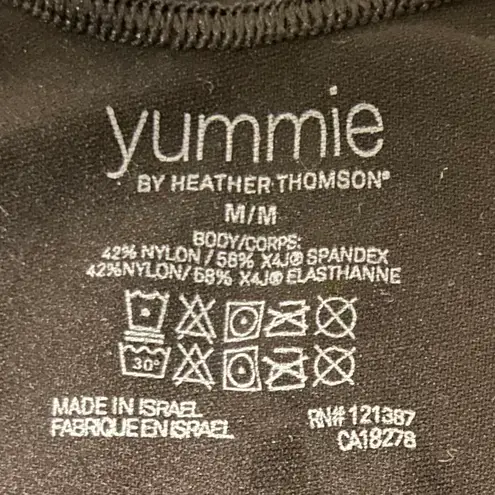 yummie
BY HEATHER THOMSON®
M/M
BODY/CORPS:
42% NYLON / 58% X4J® SPANDEX
42% NYLON / 58% X4J® ELASTHANNE
30°
MADE IN ISRAEL
FABRIQUE EN ISRAEL
RN# 121387
CA18278